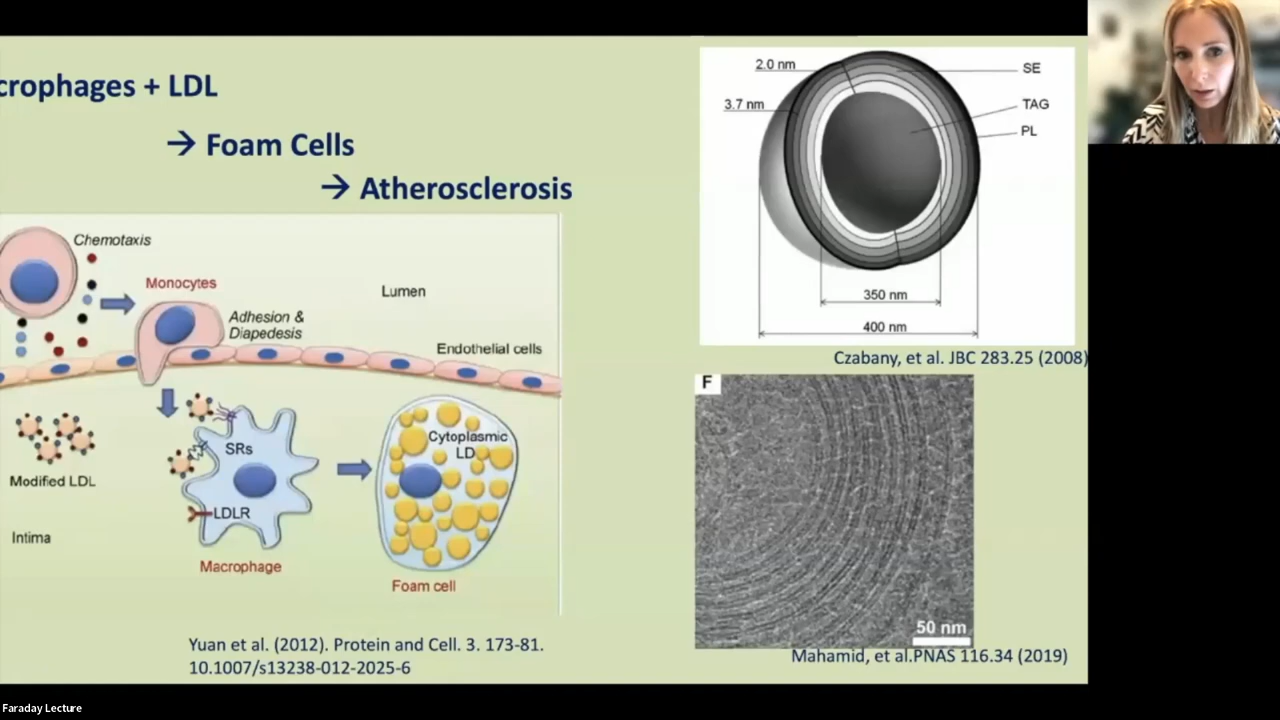 crophages + LDL
→ Foam Cells
→ Atherosclerosis
Chemotaxis
Monocytes
Lumen
Adhesion &
Diapedesis
Endothelial cells
SRs
Cytoplasmic
LD
Modified LDL
LDLR
Intima
Macrophage
Foam cell
Yuan et al. (2012). Protein and Cell. 3. 173-81.
10.1007/s13238-012-2025-6
2.0 nm
SE
3.7 nm
TAG
PL
350 nm
400 nm
Czabany, et al. JBC 283.25 (2008)
F
50 nm
Mahamid, et al.PNAS 116.34 (2019)
Faraday Lecture